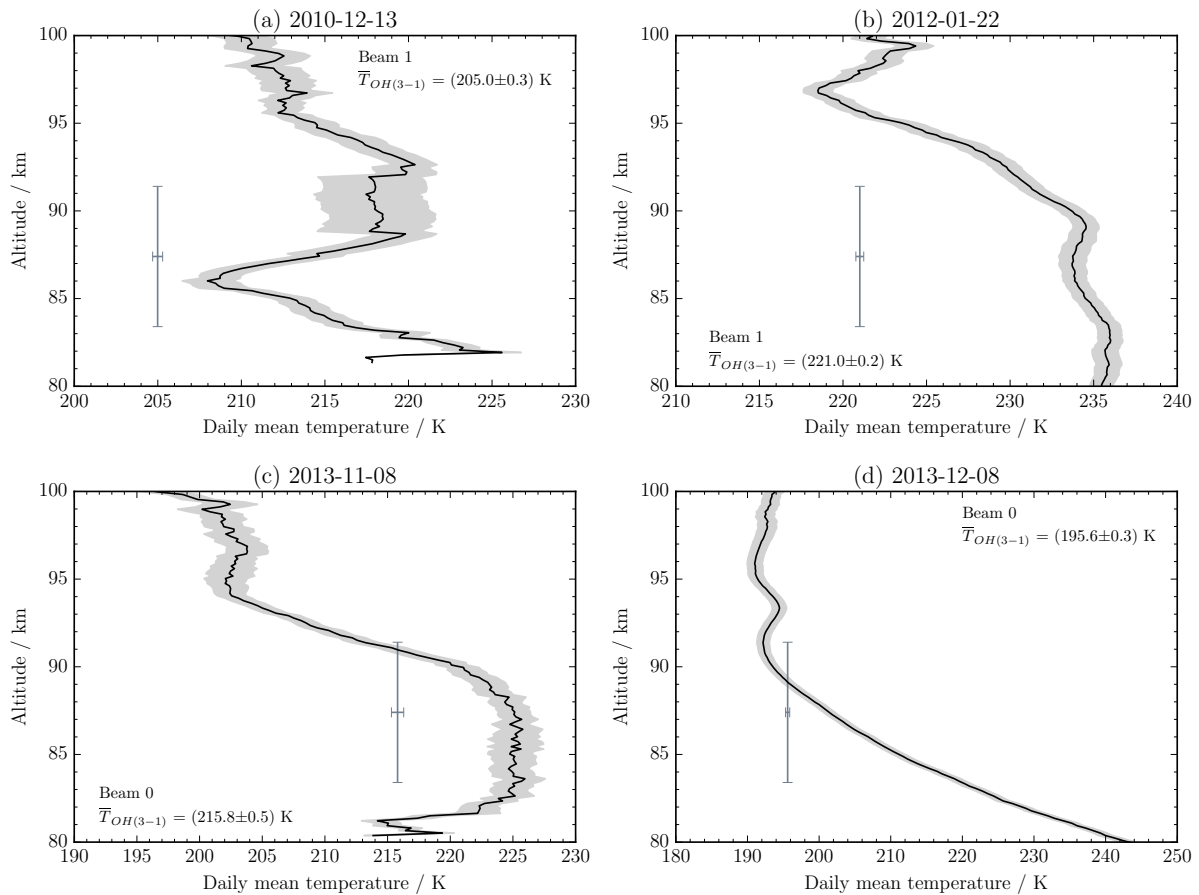 (a) 2010-12-13
Beam 1
T̅OH(3−1) = (205.0±0.3) K
100
95
90
85
80
Altitude / km
200 205 210 215 220 225 230
Daily mean temperature / K
(b) 2012-01-22
Beam 1
T̅OH(3−1) = (221.0±0.2) K
100
95
90
85
80
Altitude / km
210 215 220 225 230 235 240
Daily mean temperature / K
(c) 2013-11-08
Beam 0
T̅OH(3−1) = (215.8±0.5) K
100
95
90
85
80
Altitude / km
190 195 200 205 210 215 220 225 230
Daily mean temperature / K
(d) 2013-12-08
Beam 0
T̅OH(3−1) = (195.6±0.3) K
100
95
90
85
80
Altitude / km
180 190 200 210 220 230 240 250
Daily mean temperature / K